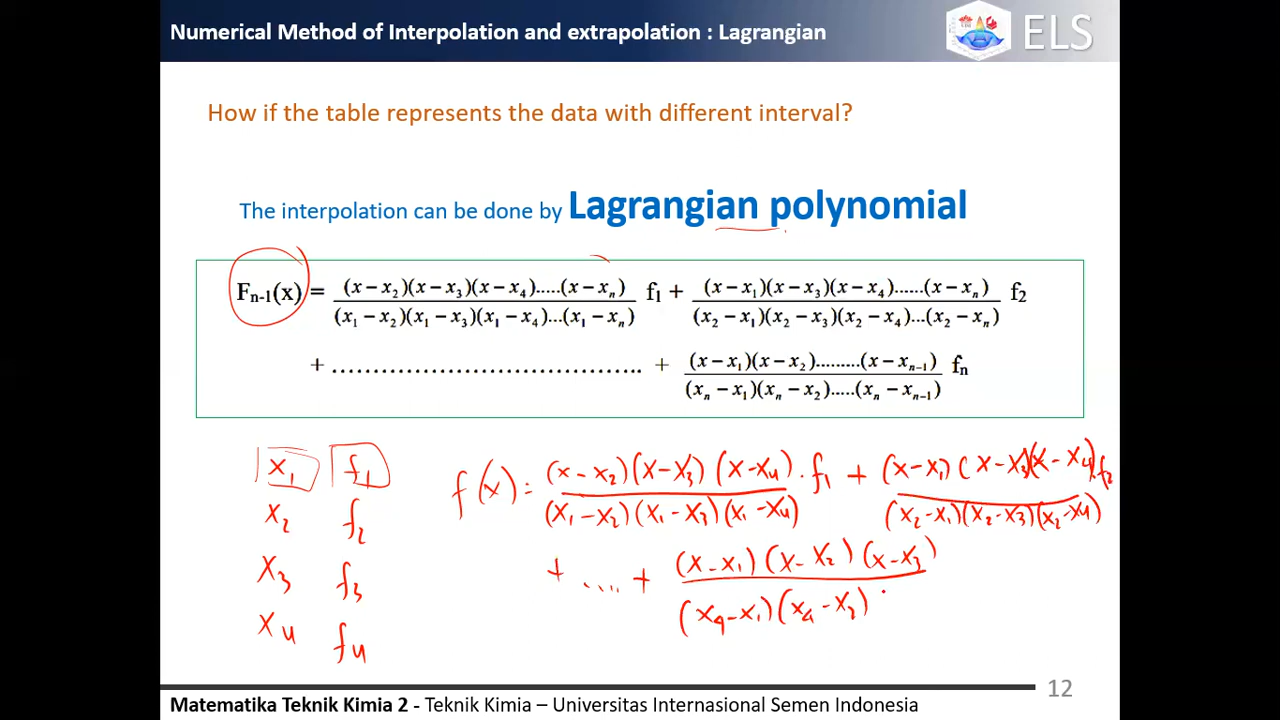 Numerical Method of Interpolation and extrapolation : Lagrangian
ELS
How if the table represents the data with different interval?
The interpolation can be done by Lagrangian polynomial
Fₙ₋₁(x) = (x−x₂)(x−x₃)(x−x₄).....(x−xₙ) / (x₁−x₂)(x₁−x₃)(x₁−x₄)...(x₁−xₙ) f₁ + (x−x₁)(x−x₃)(x−x₄)......(x−xₙ) / (x₂−x₁)(x₂−x₃)(x₂−x₄)...(x₂−xₙ) f₂
+ .......................................... + (x−x₁)(x−x₂).........(x−xₙ₋₁) / (xₙ−x₁)(xₙ−x₂).....(xₙ−xₙ₋₁) fₙ
x₁ f₁
x₂ f₂
x₃ f₃
x₄ f₄
f(x) = (x−x₂)(x−x₃)(x−x₄) / (x₁−x₂)(x₁−x₃)(x₁−x₄) . f₁ + (x−x₁)(x−x₃)(x−x₄) / (x₂−x₁)(x₂−x₃)(x₂−x₄) . f₂
+ .... + (x−x₁)(x−x₂)(x−x₃) / (x₄−x₁)(x₄−x₂)
12
Matematika Teknik Kimia 2 - Teknik Kimia – Universitas Internasional Semen Indonesia